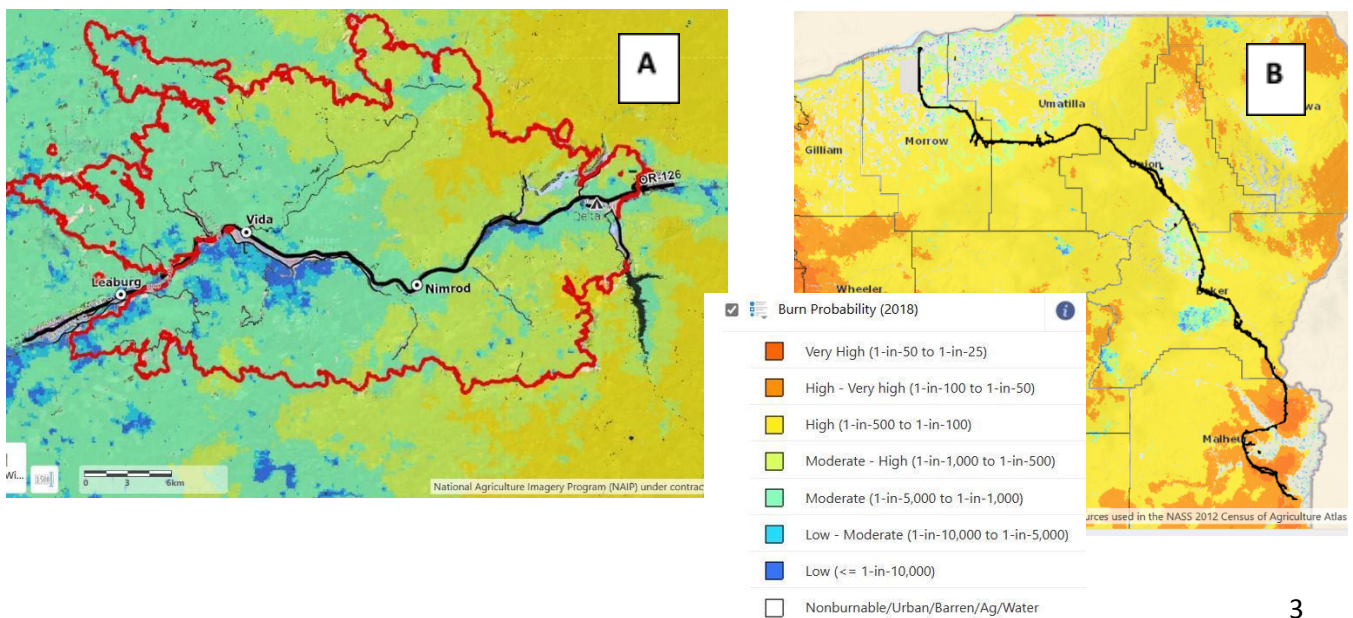 A
OR-126
Delta
Vida
Leaburg
Nimrod
Wi...
0 3 6km
National Agriculture Imagery Program (NAIP) under contrac
B
Umatilla
wa
Gilliam
Morrow
Union
Wheeler
Baker
Malheur
urces used in the NASS 2012 Census of Agriculture Atlas
Burn Probability (2018)
Very High (1-in-50 to 1-in-25)
High - Very high (1-in-100 to 1-in-50)
High (1-in-500 to 1-in-100)
Moderate - High (1-in-1,000 to 1-in-500)
Moderate (1-in-5,000 to 1-in-1,000)
Low - Moderate (1-in-10,000 to 1-in-5,000)
Low (<= 1-in-10,000)
Nonburnable/Urban/Barren/Ag/Water
3